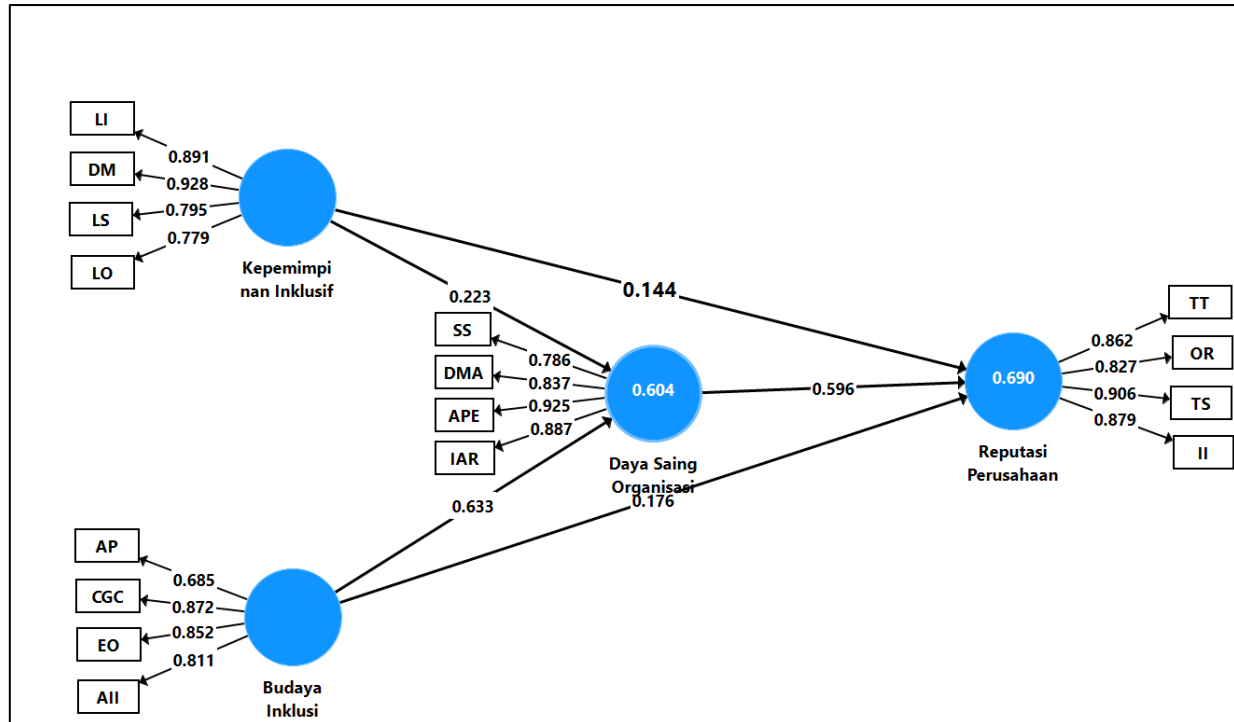 LI
0.891
DM
0.928
LS
0.795
LO
0.779
Kepemimpi
nan Inklusif
0.223
0.144
SS
0.786
DMA
0.837
APE
0.925
IAR
0.887
0.604
Daya Saing
Organisasi
0.596
0.690
Reputasi
Perusahaan
TT
0.862
OR
0.827
TS
0.906
II
0.879
0.633
0.176
AP
0.685
CGC
0.872
EO
0.852
AII
0.811
Budaya
Inklusi